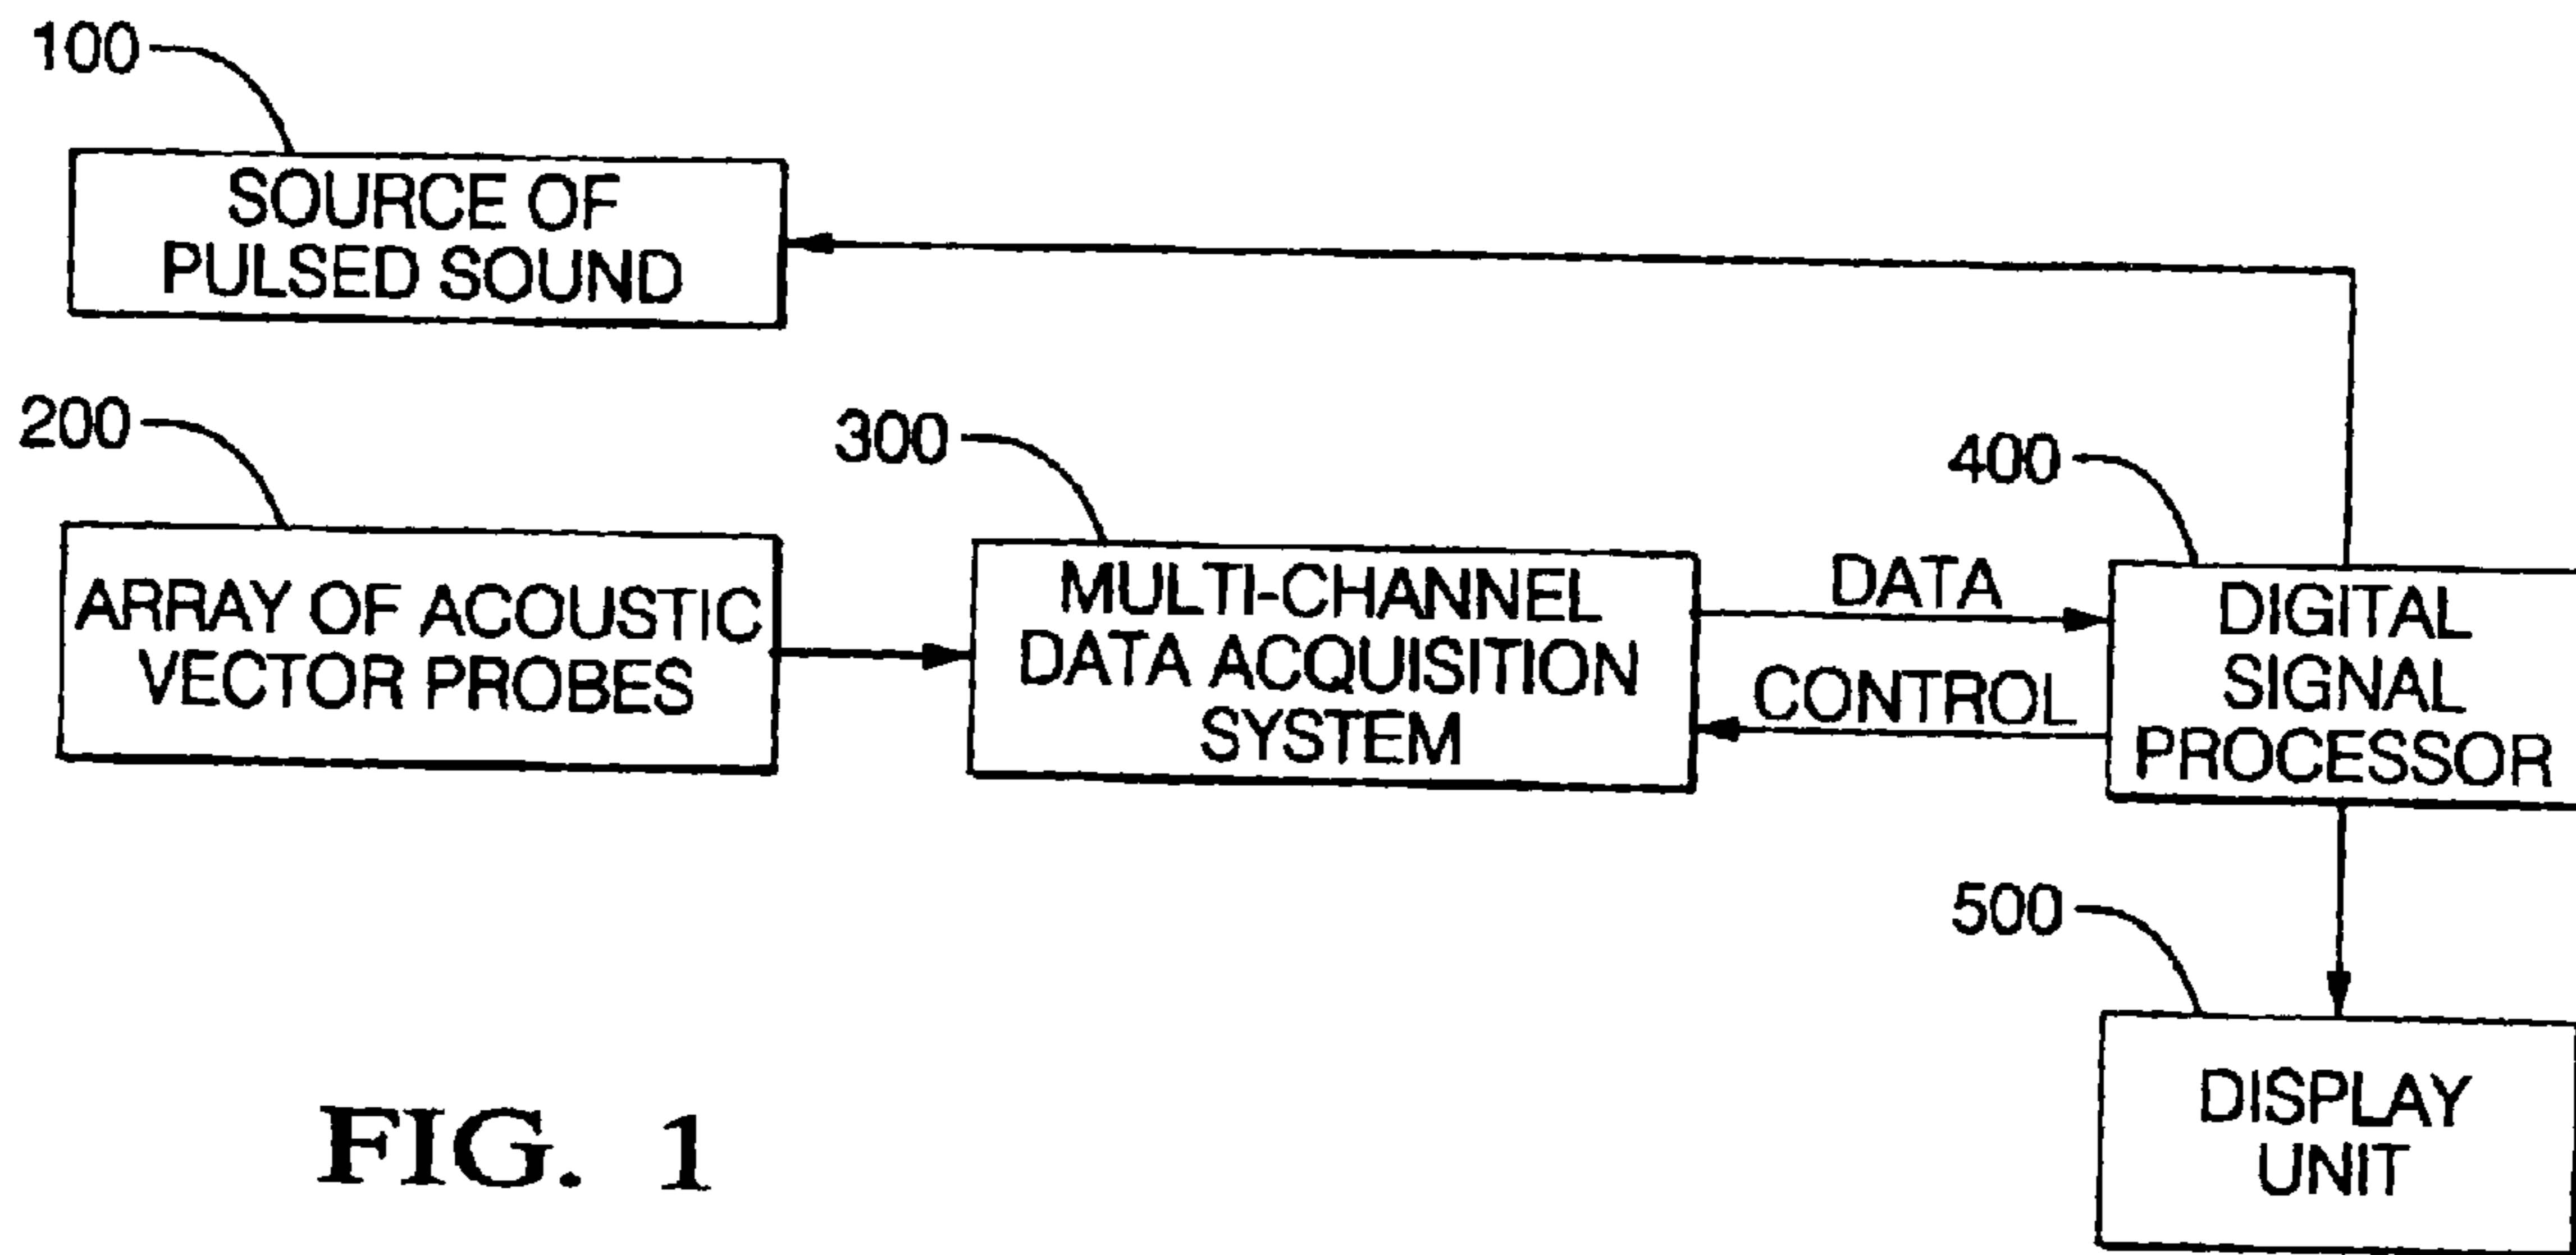 100
SOURCE OF
PULSED SOUND
200
ARRAY OF ACOUSTIC
VECTOR PROBES
300
MULTI-CHANNEL
DATA ACQUISITION
SYSTEM
DATA
CONTROL
400
DIGITAL
SIGNAL
PROCESSOR
500
DISPLAY
UNIT
FIG. 1